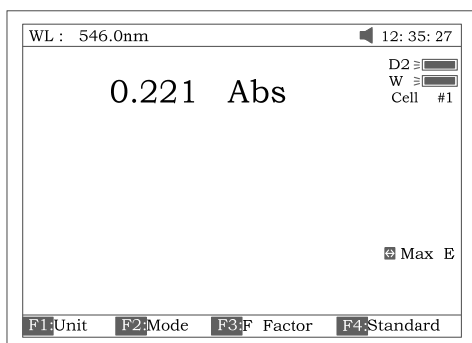 WL : 546.0nm 12: 35: 27
D2
W
0.221 Abs
Cell #1
Max E
F1:Unit F2:Mode F3:F Factor F4:Standard